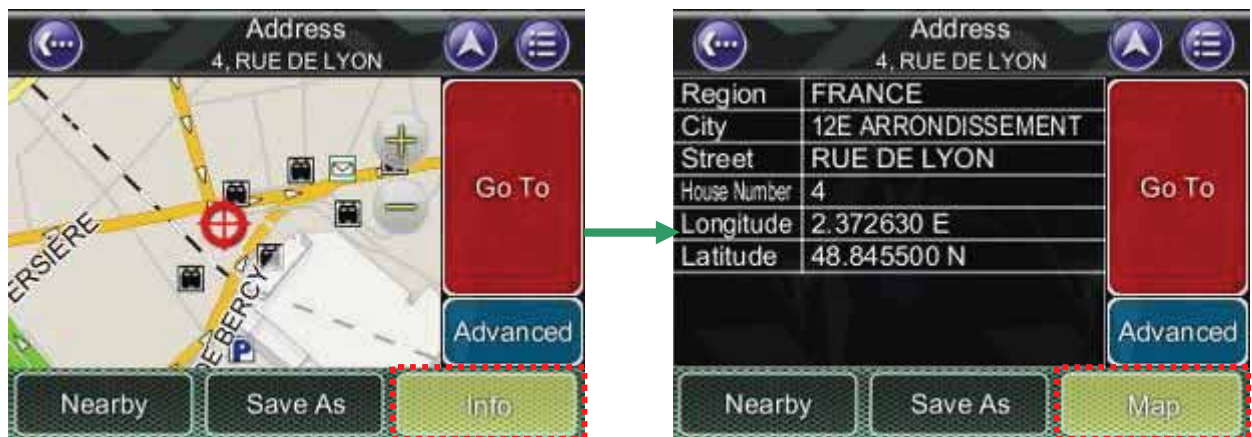 Address
4, RUE DE LYON
ERSIÈRE
DE BERCY
P
Go To
Advanced
Nearby
Save As
Info
Address
4, RUE DE LYON
Region FRANCE
City 12E ARRONDISSEMENT
Street RUE DE LYON
House Number 4
Longitude 2.372630 E
Latitude 48.845500 N
Go To
Advanced
Nearby
Save As
Map